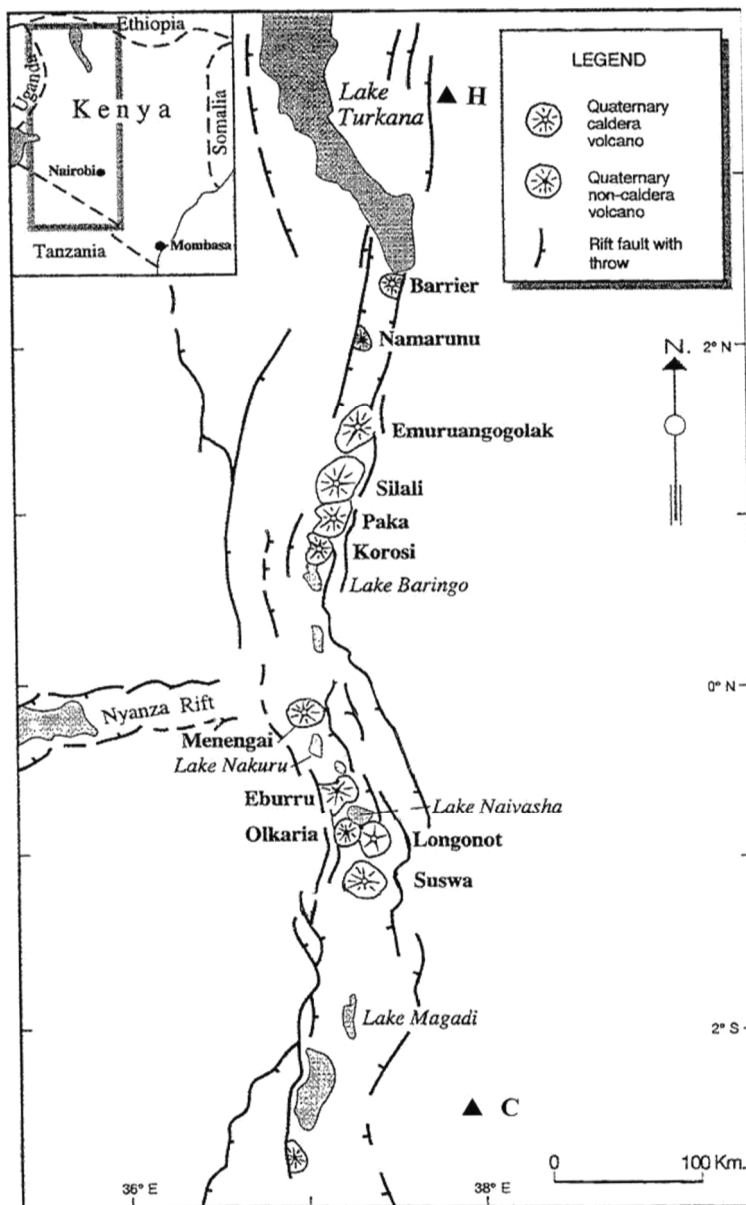 Ethiopia
Uganda
Kenya
Somalia
Nairobi
Tanzania
Mombasa
Lake
Turkana
H
LEGEND
Quaternary
caldera
volcano
Quaternary
non-caldera
volcano
Rift fault with
throw
Barrier
Namarunu
2° N
N.
Emuruangogolak
Silali
Paka
Korosi
Lake Baringo
0° N
Nyanza Rift
Menengai
Lake Nakuru
Eburru
Lake Naivasha
Olkaria
Longonot
Suswa
Lake Magadi
2° S
C
0
100 Km.
36° E
38° E